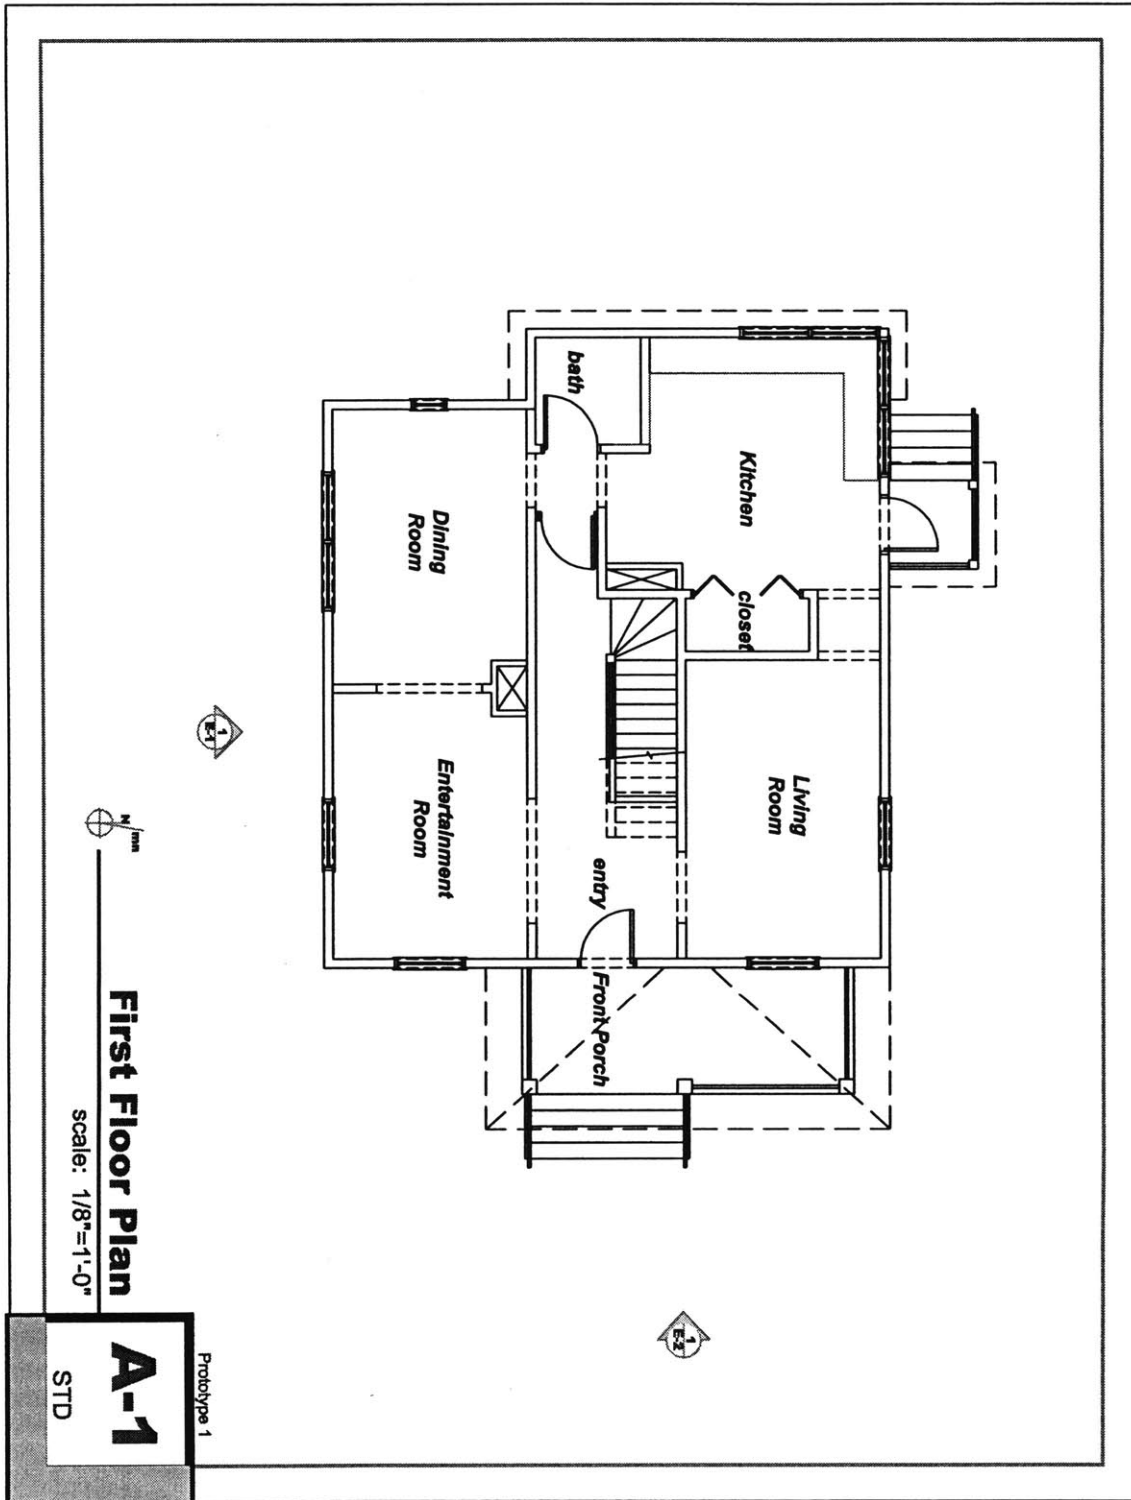 bath
Kitchen
Dining
Room
closet
Living
Room
Entertainment
Room
entry
Front Porch
1
E-1
1
E-2
N
First Floor Plan
scale: 1/8"=1'-0"
Prototype 1
A-1
STD